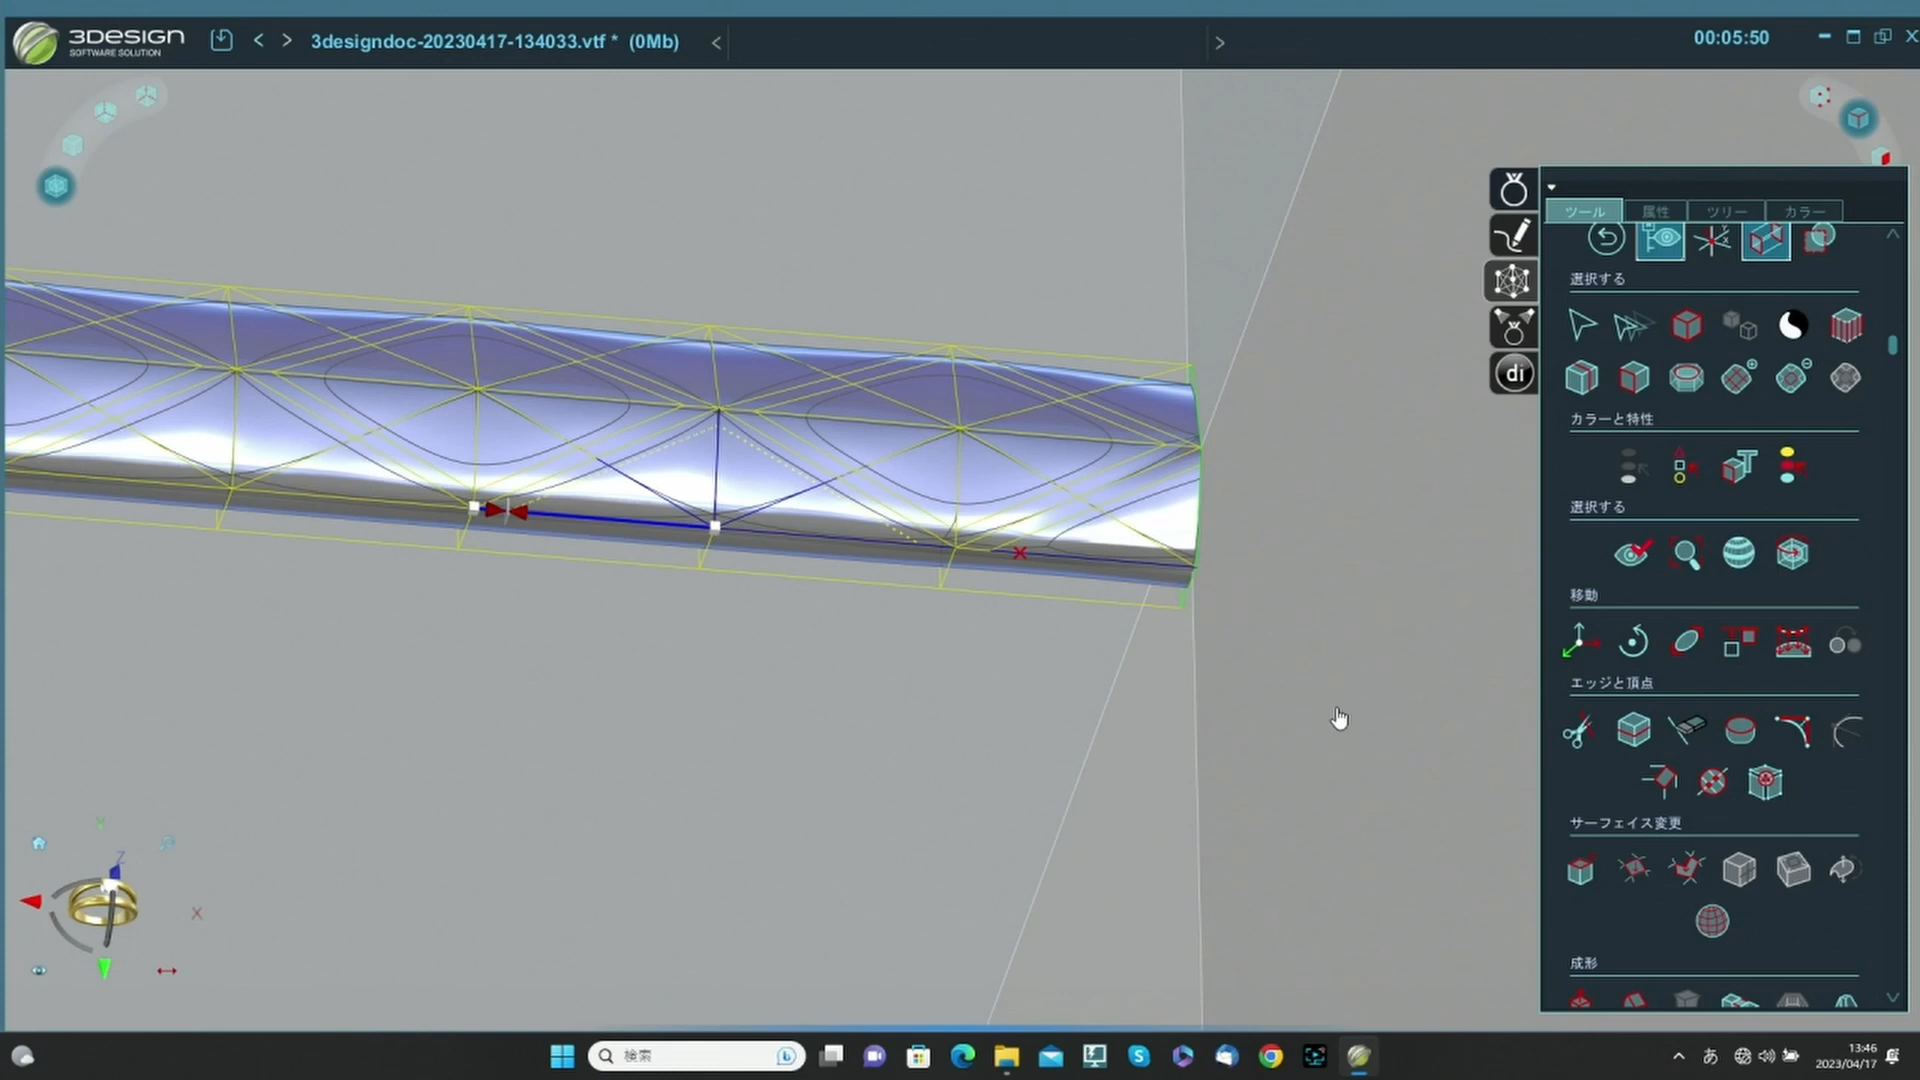 3DESIGN
SOFTWARE SOLUTION
3designdoc-20230417-134033.vtf * (0Mb)
00:05:50
ツール 属性 ツリー カラー
選択する
カラーと特性
選択する
移動
エッジと頂点
サーフェイス変更
成形
di
Y
Z
X
検索
あ
13:46
2023/04/17